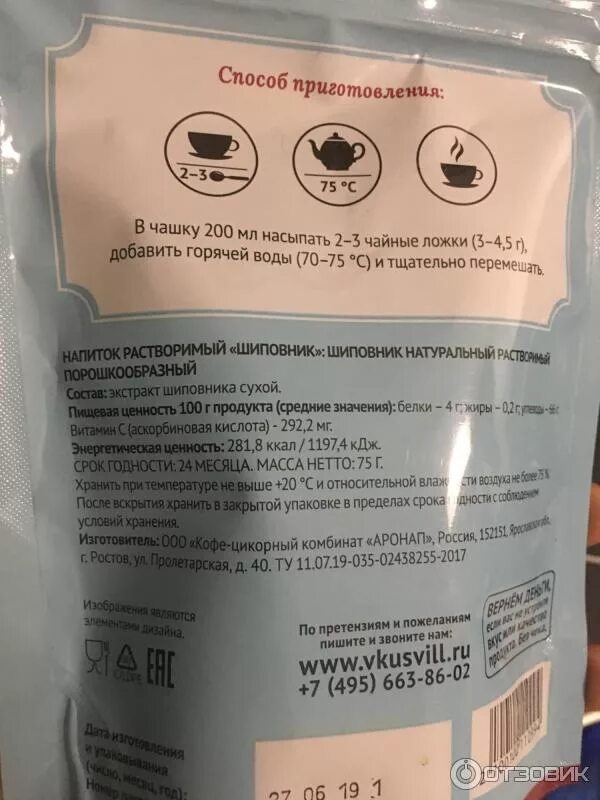 Способ приготовления:
2–3
75 °C
В чашку 200 мл насыпать 2–3 чайные ложки (3–4,5 г),
добавить горячей воды (70–75 °С) и тщательно перемешать.
НАПИТОК РАСТВОРИМЫЙ «ШИПОВНИК»: ШИПОВНИК НАТУРАЛЬНЫЙ РАСТВОРИМЫЙ
ПОРОШКООБРАЗНЫЙ
Состав: экстракт шиповника сухой.
Пищевая ценность 100 г продукта (средние значения): белки – 4 г; жиры – 0,2 г; углеводы – 66 г.
Витамин С (аскорбиновая кислота) - 292,2 мг.
Энергетическая ценность: 281,8 ккал / 1197,4 кДж.
СРОК ГОДНОСТИ: 24 МЕСЯЦА. МАССА НЕТТО: 75 Г.
Хранить при температуре не выше +20 °С и относительной влажности воздуха не более 75 %.
После вскрытия хранить в закрытой упаковке в пределах срока годности с соблюдением
условий хранения.
Изготовитель: ООО «Кофе-цикорный комбинат «АРОНАП», Россия, 152151, Ярославская обл.,
г. Ростов, ул. Пролетарская, д. 40. ТУ 11.07.19-035-02438255-2017
Изображения являются
элементами дизайна.
EAC
По претензиям и пожеланиям
пишите и звоните нам:
www.vkusvill.ru
+7 (495) 663-86-02
ВЕРНЁМ ДЕНЬГИ,
если вас не устроит
вкус или качество
продукта. Без чека.
Дата изготовления
и упаковывания
(число, месяц, год):
Номер
27 06 19 1
ОТЗОВИК